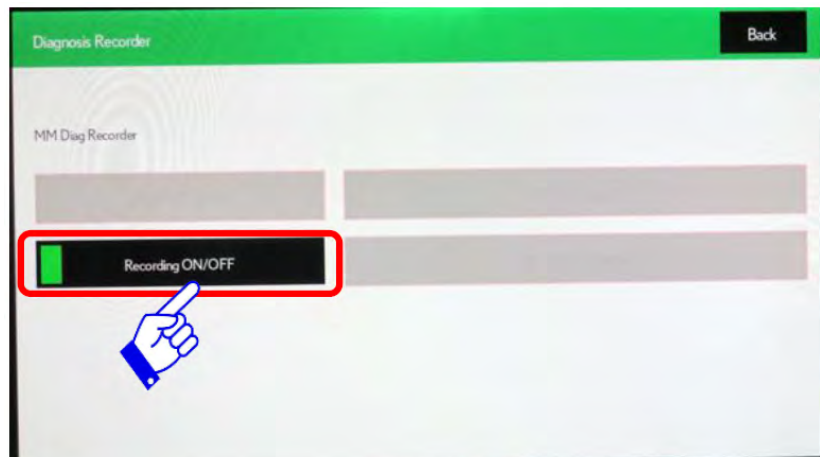 Diagnosis Recorder
Back
MM Diag Recorder
Recording ON/OFF